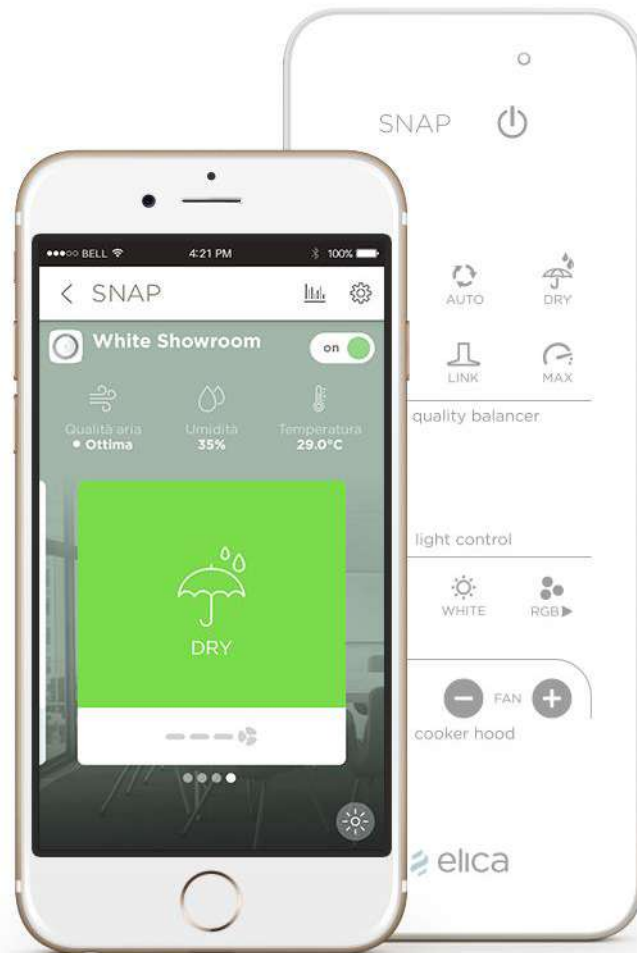 SNAP
AUTO
DRY
LINK
MAX
quality balancer
light control
WHITE
RGB
FAN
cooker hood
elica
BELL
4:21 PM
100%
SNAP
White Showroom
on
Qualità aria
Umidità
Temperatura
Ottima
35%
29.0°C
DRY